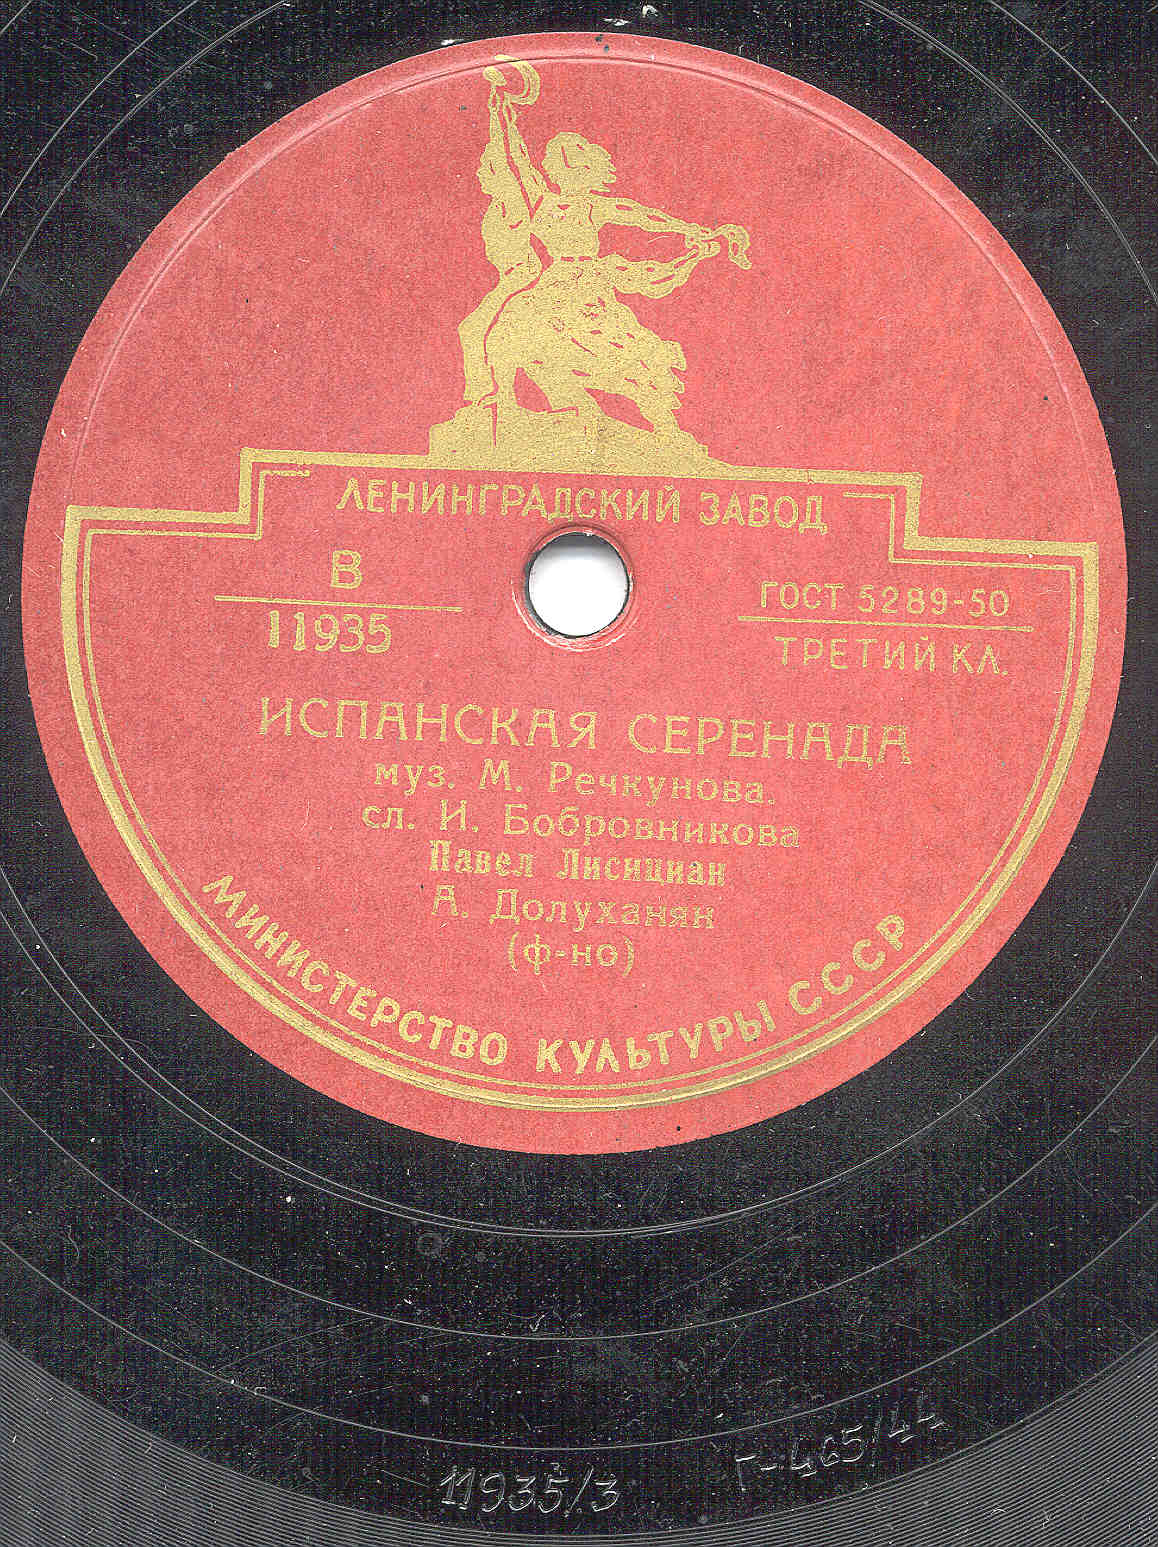 ЛЕНИНГРАДСКИЙ ЗАВОД
В
11935
ГОСТ 5289-50
ТРЕТИЙ КЛ.
ИСПАНСКАЯ СЕРЕНАДА
муз. М. Речкунова.
сл. И. Бобровникова
Павел Лисициан
А. Долуханян
(ф-но)
МИНИСТЕРСТВО КУЛЬТУРЫ СССР
11935/3